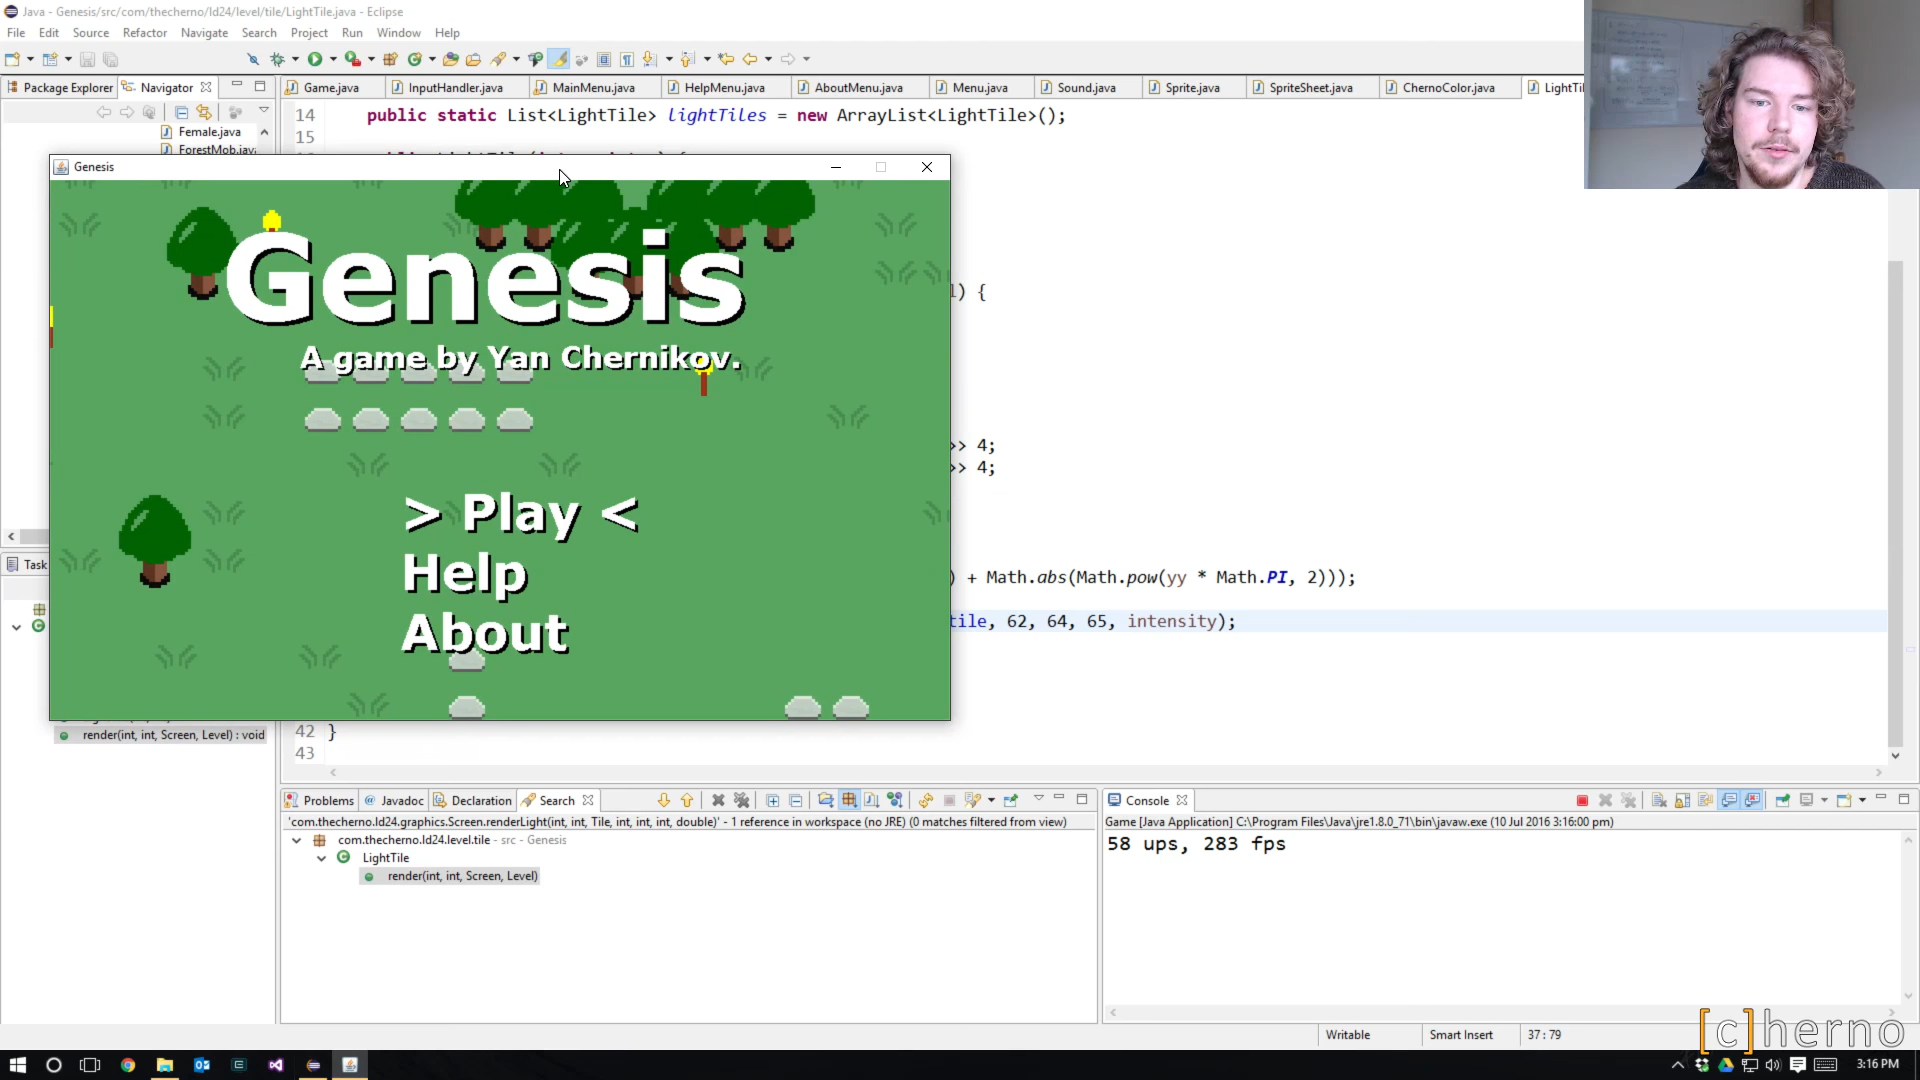 Java - Genesis/src/com/thecherno/ld24/level/tile/LightTile.java - Eclipse
File Edit Source Refactor Navigate Search Project Run Window Help
Package Explorer Navigator
Game.java InputHandler.java MainMenu.java HelpMenu.java AboutMenu.java Menu.java Sound.java Sprite.java SpriteSheet.java ChernoColor.java LightTil
Female.java
ForestMob.java
14 public static List<LightTile> lightTiles = new ArrayList<LightTile>();
15
Genesis
Genesis
A game by Yan Chernikov.
> Play <
Help
About
l) {
>> 4;
>> 4;
) + Math.abs(Math.pow(yy * Math.PI, 2)));
tile, 62, 64, 65, intensity);
Task
render(int, int, Screen, Level) : void
42 }
43
Problems Javadoc Declaration Search
'com.thecherno.ld24.graphics.Screen.renderLight(int, int, Tile, int, int, int, double)' - 1 reference in workspace (no JRE) (0 matches filtered from view)
com.thecherno.ld24.level.tile - src - Genesis
LightTile
render(int, int, Screen, Level)
Console
Game [Java Application] C:\Program Files\Java\jre1.8.0_71\bin\javaw.exe (10 Jul 2016 3:16:00 pm)
58 ups, 283 fps
Writable Smart Insert 37 : 79
[c]herno
3:16 PM